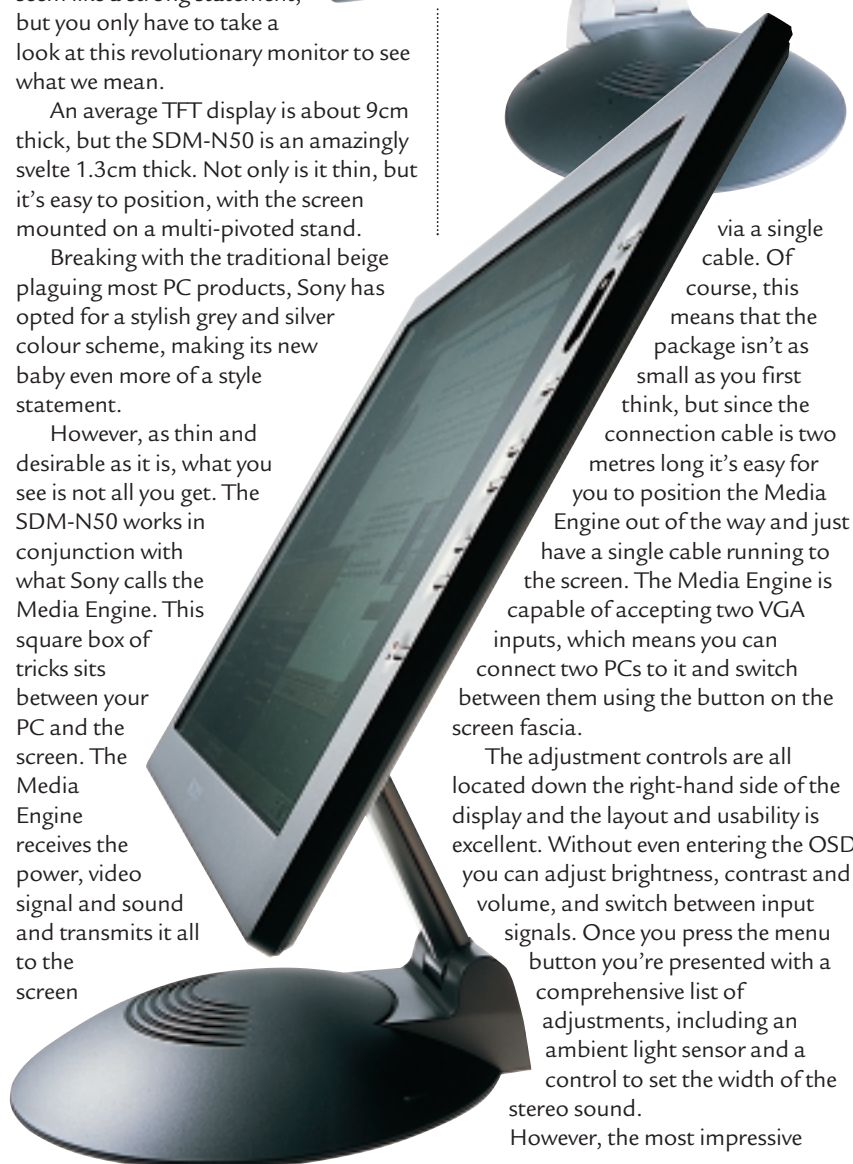 but you only have to take a
look at this revolutionary monitor to see
what we mean.
An average TFT display is about 9cm
thick, but the SDM-N50 is an amazingly
svelte 1.3cm thick. Not only is it thin, but
it's easy to position, with the screen
mounted on a multi-pivoted stand.
Breaking with the traditional beige
plaguing most PC products, Sony has
opted for a stylish grey and silver
colour scheme, making its new
baby even more of a style
statement.
However, as thin and
desirable as it is, what you
see is not all you get. The
SDM-N50 works in
conjunction with
what Sony calls the
Media Engine. This
square box of
tricks sits
between your
PC and the
screen. The
Media
Engine
receives the
power, video
signal and sound
and transmits it all
to the
screen
via a single
cable. Of
course, this
means that the
package isn't as
small as you first
think, but since the
connection cable is two
metres long it's easy for
you to position the Media
Engine out of the way and just
have a single cable running to
the screen. The Media Engine is
capable of accepting two VGA
inputs, which means you can
connect two PCs to it and switch
between them using the button on the
screen fascia.
The adjustment controls are all
located down the right-hand side of the
display and the layout and usability is
excellent. Without even entering the OSD
you can adjust brightness, contrast and
volume, and switch between input
signals. Once you press the menu
button you're presented with a
comprehensive list of
adjustments, including an
ambient light sensor and a
control to set the width of the
stereo sound.
However, the most impressive